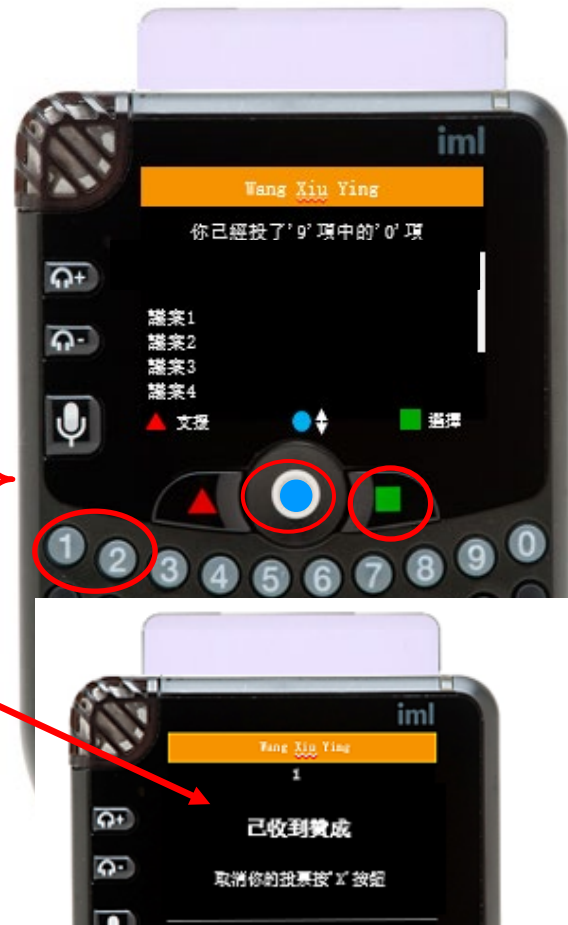 iml
Wang Xiu Ying
你己經投了'9'項中的'0'項
議案1
議案2
議案3
議案4
支援
選擇
1 2 3 4 5 6 7 8 9 0
iml
Wang Xiu Ying
1
己收到贊成
取消你的投票按"X"按鈕